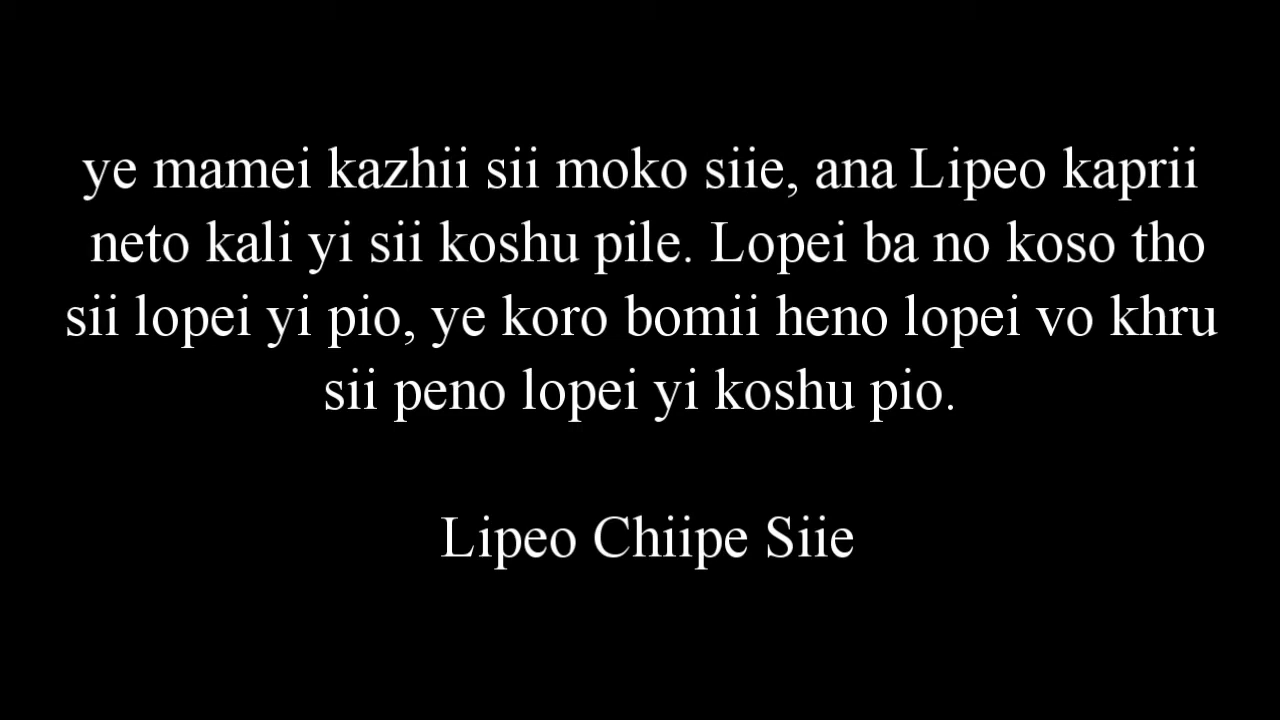 ye mamei kazhii sii moko siie, ana Lipeo kaprii
neto kali yi sii koshu pile. Lopei ba no koso tho
sii lopei yi pio, ye koro bomii heno lopei vo khru
sii peno lopei yi koshu pio.
Lipeo Chiipe Siie